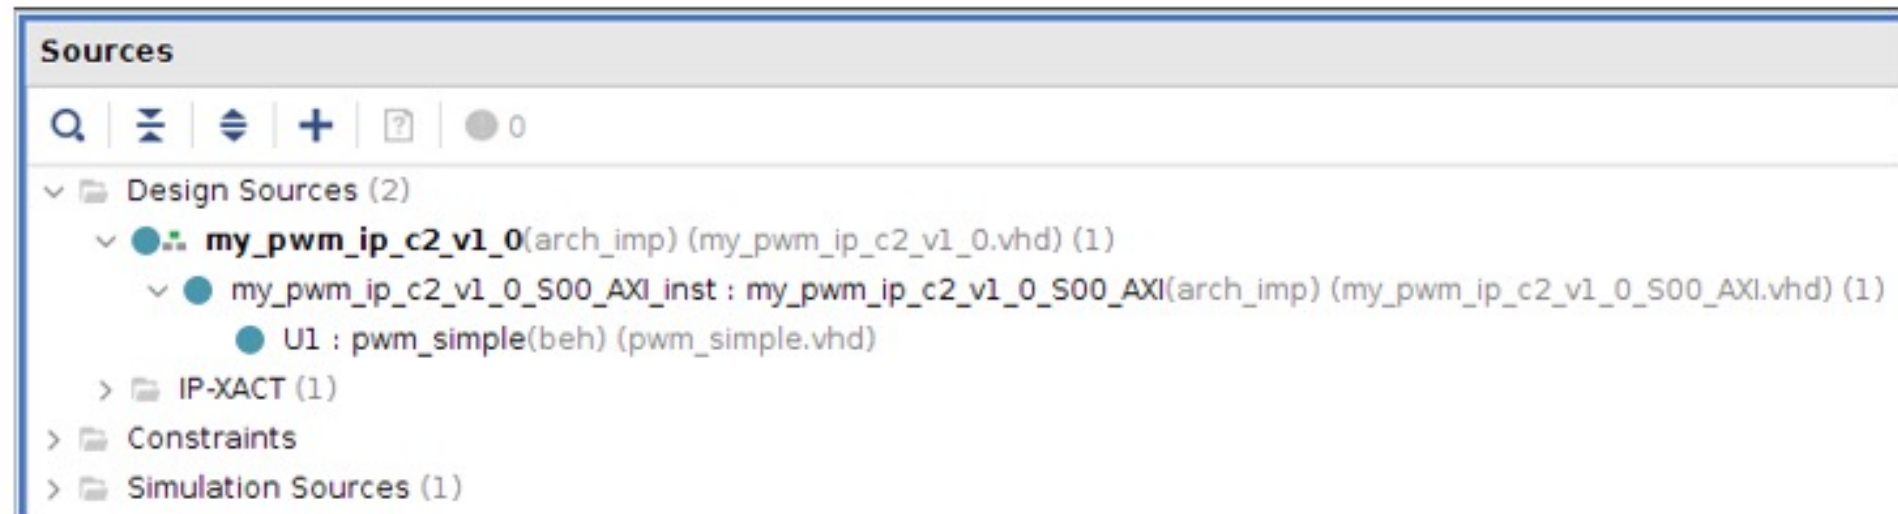 Sources
0
Design Sources (2)
my_pwm_ip_c2_v1_0(arch_imp) (my_pwm_ip_c2_v1_0.vhd) (1)
my_pwm_ip_c2_v1_0_S00_AXI_inst : my_pwm_ip_c2_v1_0_S00_AXI(arch_imp) (my_pwm_ip_c2_v1_0_S00_AXI.vhd) (1)
U1 : pwm_simple(beh) (pwm_simple.vhd)
IP-XACT (1)
Constraints
Simulation Sources (1)